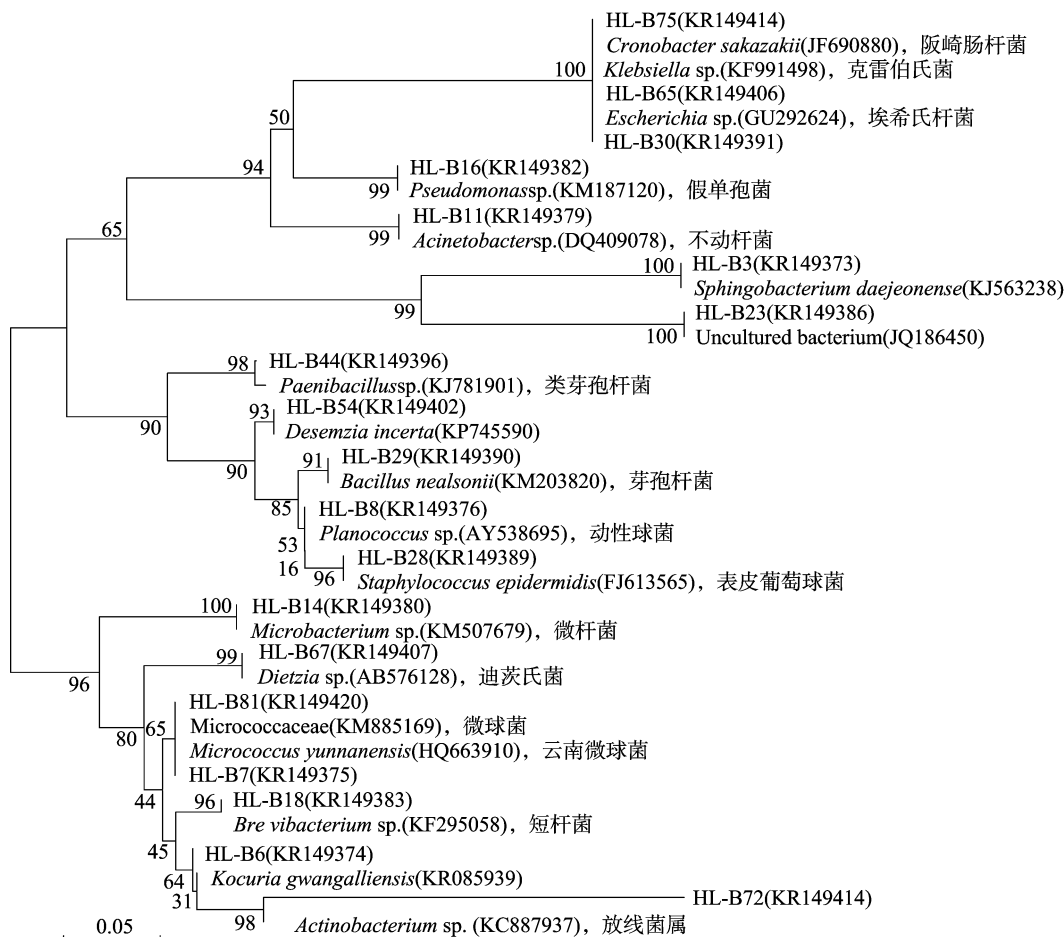 HL-B75(KR149414)
Cronobacter sakazakii(JF690880)，阪崎肠杆菌
100
Klebsiella sp.(KF991498)，克雷伯氏菌
HL-B65(KR149406)
50
Escherichia sp.(GU292624)，埃希氏杆菌
HL-B30(KR149391)
94
HL-B16(KR149382)
99
Pseudomonassp.(KM187120)，假单孢菌
HL-B11(KR149379)
65
99
Acinetobactersp.(DQ409078)，不动杆菌
100
HL-B3(KR149373)
Sphingobacterium daejeonense(KJ563238)
99
HL-B23(KR149386)
100
Uncultured bacterium(JQ186450)
98
HL-B44(KR149396)
Paenibacillussp.(KJ781901)，类芽孢杆菌
93
HL-B54(KR149402)
90
Desemzia incerta(KP745590)
91
HL-B29(KR149390)
90
Bacillus nealsonii(KM203820)，芽孢杆菌
85
HL-B8(KR149376)
Planococcus sp.(AY538695)，动性球菌
53
HL-B28(KR149389)
16
96
Staphylococcus epidermidis(FJ613565)，表皮葡萄球菌
100
HL-B14(KR149380)
Microbacterium sp.(KM507679)，微杆菌
99
HL-B67(KR149407)
96
Dietzia sp.(AB576128)，迪茨氏菌
HL-B81(KR149420)
80
65
Micrococcaceae(KM885169)，微球菌
Micrococcus yunnanensis(HQ663910)，云南微球菌
HL-B7(KR149375)
44
96
HL-B18(KR149383)
Bre vibacterium sp.(KF295058)，短杆菌
45
HL-B6(KR149374)
64
Kocuria gwangalliensis(KR085939)
31
HL-B72(KR149414)
0.05
98
Actinobacterium sp. (KC887937)，放线菌属